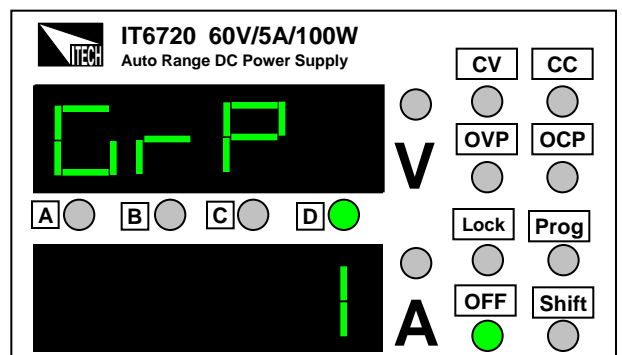 ITECH
IT6720 60V/5A/100W
Auto Range DC Power Supply
CV CC
GrP
V
OVP OCP
A B C D
Lock Prog
1
A
OFF Shift